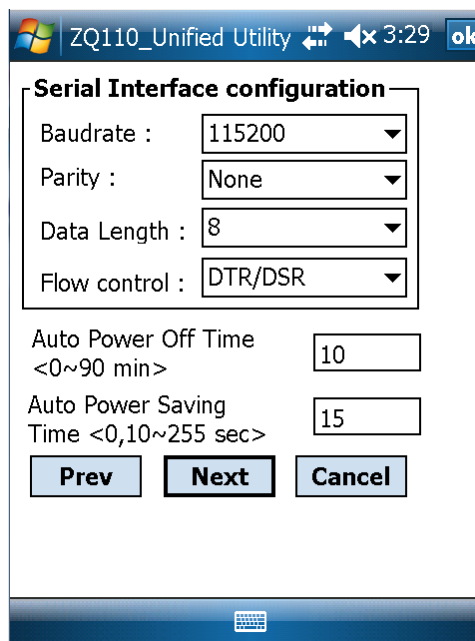 ZQ110_Unified Utility 3:29 ok
Serial Interface configuration
Baudrate : 115200
Parity : None
Data Length : 8
Flow control : DTR/DSR
Auto Power Off Time
<0~90 min> 10
Auto Power Saving
Time <0,10~255 sec> 15
Prev Next Cancel